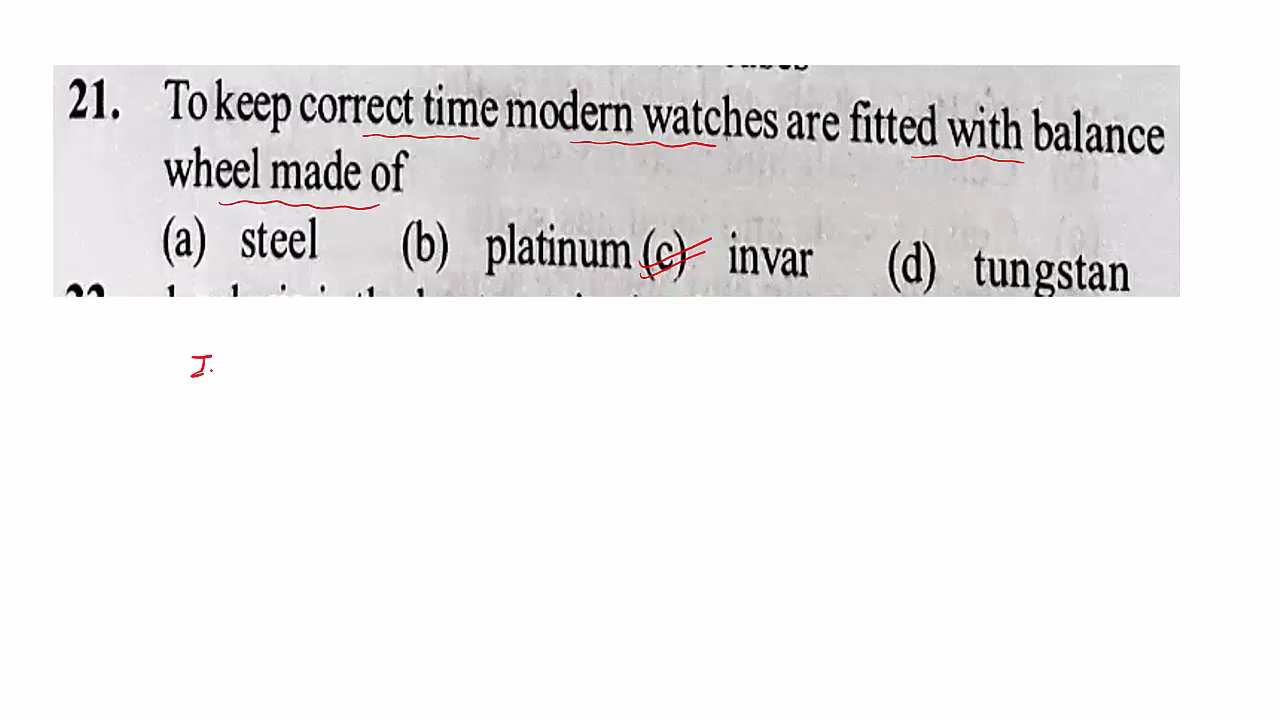 21. To keep correct time modern watches are fitted with balance
wheel made of
(a) steel (b) platinum (c) invar (d) tungstan
I.